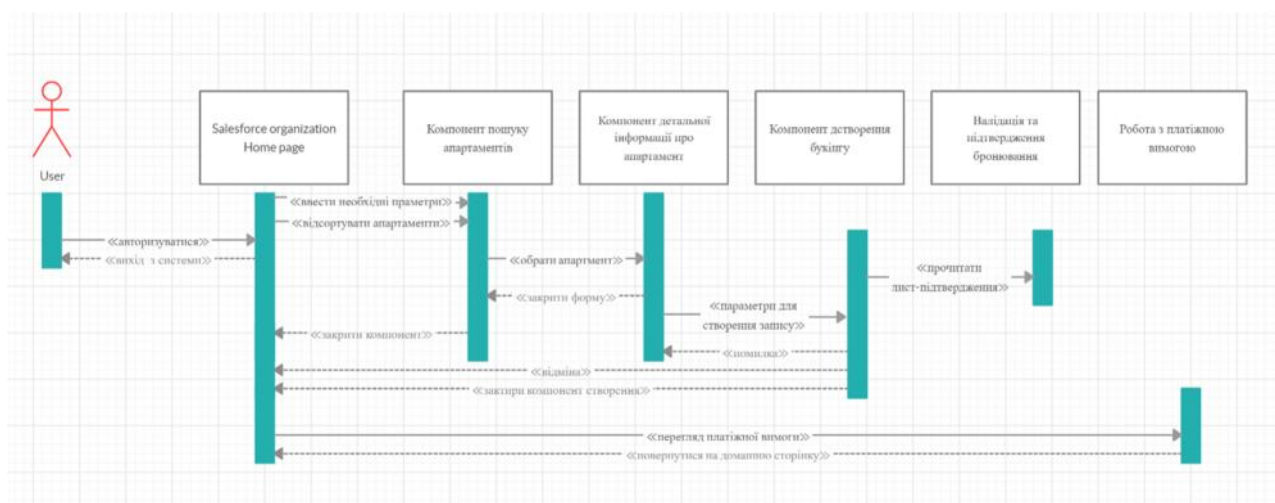 Salesforce organization
Home page
Компонент пошуку
апартаментів
Компонент детальної
інформації про
апартамент
Компонент дстворення
букінгу
Валідація та
підтвердження
бронювання
Робота з платіжною
вимогою
User
«ввести необхідні праметри»
«відсортувати апартаменти»
«авторизуватися»
«вихід з системи»
«обрати апартмент»
«прочитати
лист-підтвердження»
«закрити форму»
«параметри для
створення запису»
«закрити компонент»
«помилка»
«відміна»
«зактири компонент створення»
«перегляд платіжної вимоги»
«повернутися на домашню сторінку»